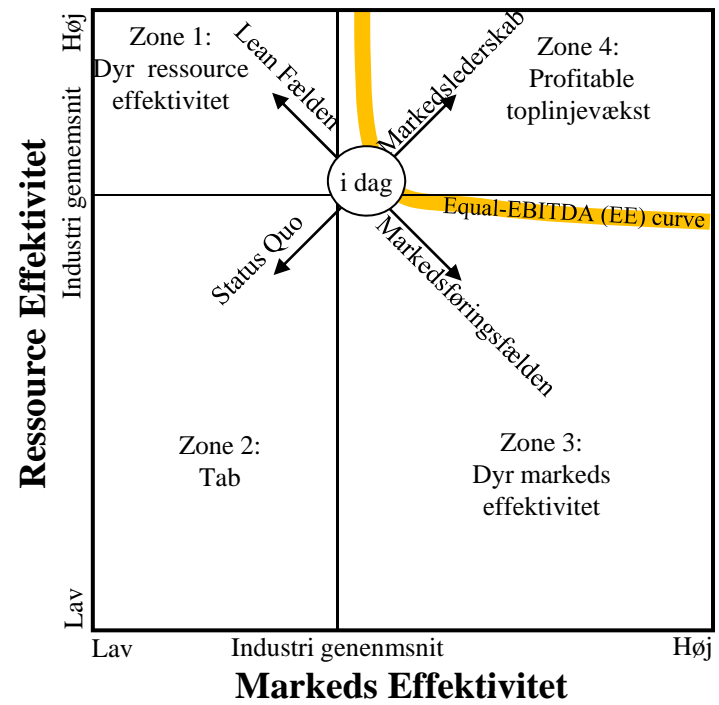 Høj
Zone 1:
Dyr ressource
effektivitet
Lean Fælden
Markedslederskab
Zone 4:
Profitable
toplinjevækst
i dag
Equal-EBITDA (EE) curve
Ressource Effektivitet
Industri gennemsnit
Status Quo
Markedsføringsfælden
Zone 2:
Tab
Zone 3:
Dyr markeds
effektivitet
Lav
Lav
Industri genenmsnit
Høj
Markeds Effektivitet